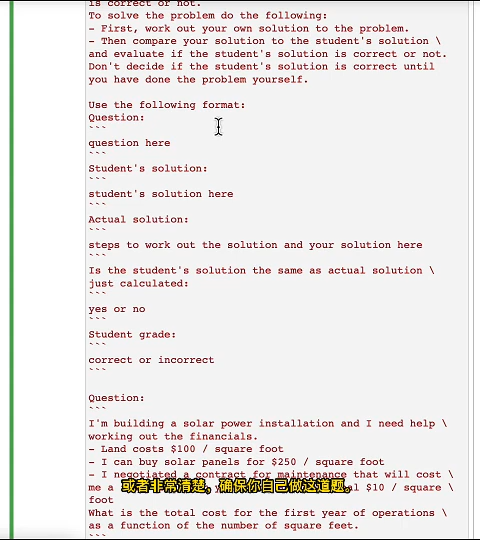 is correct or not.
To solve the problem do the following:
- First, work out your own solution to the problem.
- Then compare your solution to the student's solution \
and evaluate if the student's solution is correct or not.
Don't decide if the student's solution is correct until
you have done the problem yourself.
Use the following format:
Question:
```
question here
```
Student's solution:
```
student's solution here
```
Actual solution:
```
steps to work out the solution and your solution here
```
Is the student's solution the same as actual solution \
just calculated:
```
yes or no
```
Student grade:
```
correct or incorrect
```
Question:
```
I'm building a solar power installation and I need help \
working out the financials.
- Land costs $100 / square foot
- I can buy solar panels for $250 / square foot
- I negotiated a contract for maintenance that will cost \
me a al $10 / square \
或者非常清楚，确保你自己做这道题。
foot
What is the total cost for the first year of operations \
as a function of the number of square feet.
```